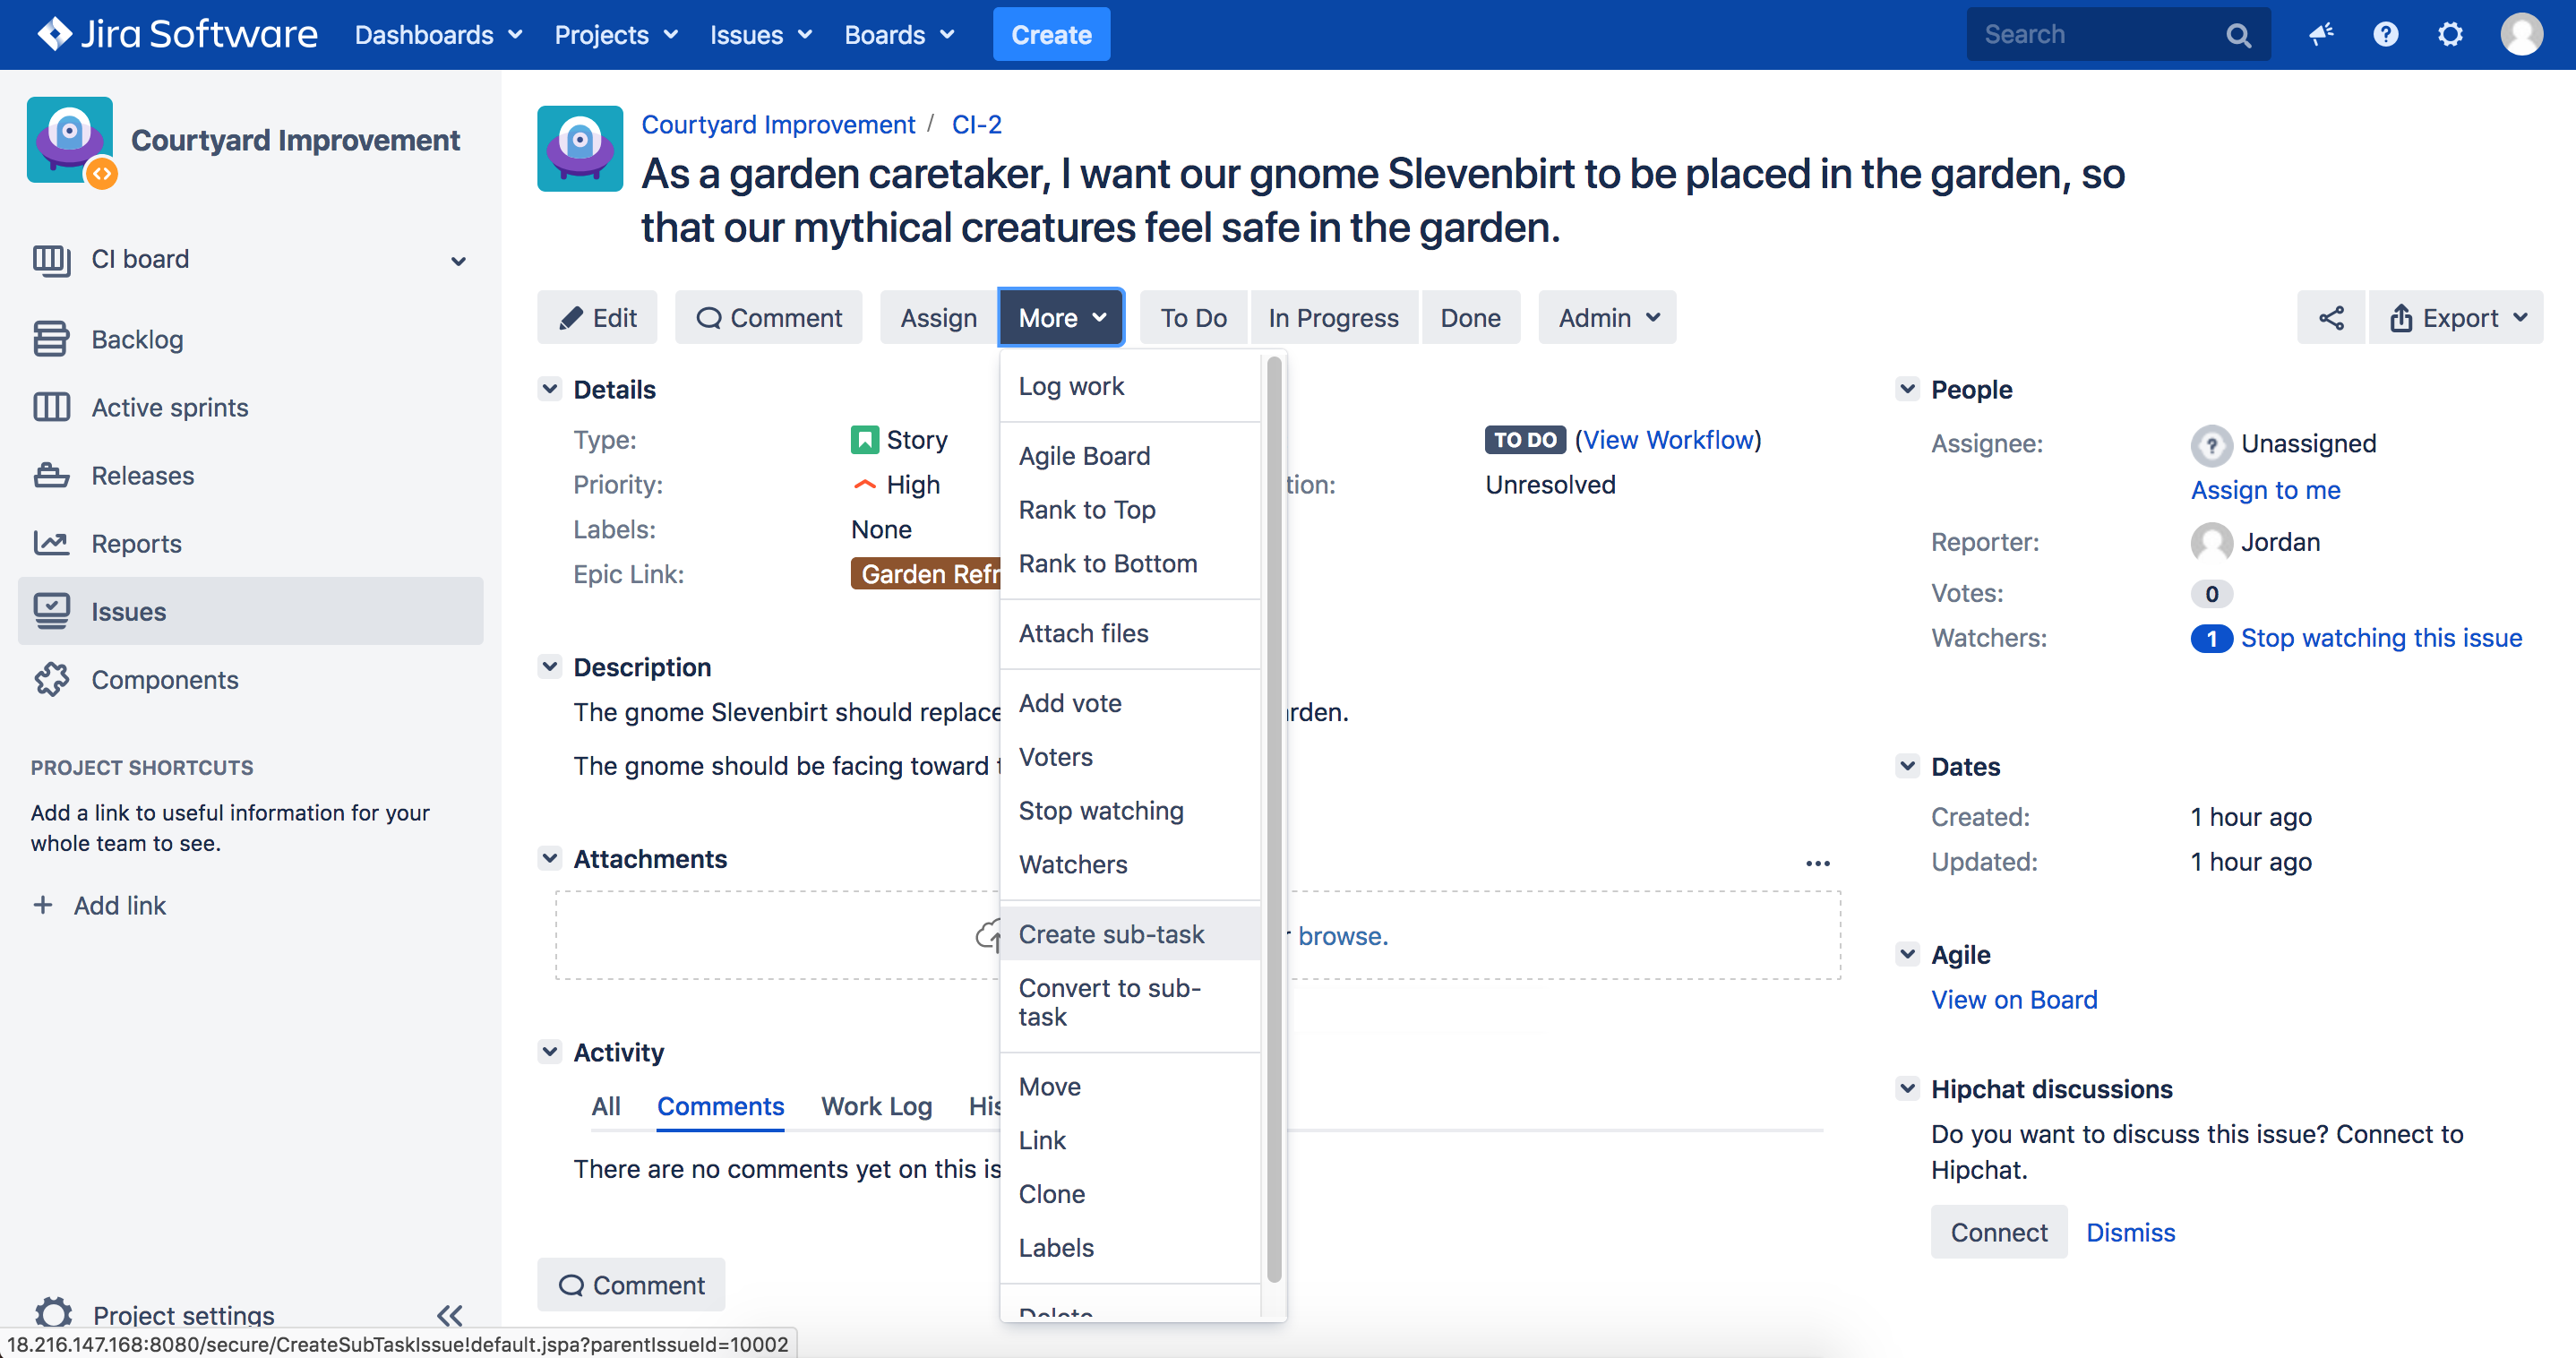 Jira Software Dashboards Projects Issues Boards Create Search
Courtyard Improvement
CI board
Backlog
Active sprints
Releases
Reports
Issues
Components
PROJECT SHORTCUTS
Add a link to useful information for your
whole team to see.
+ Add link
Project settings
18.216.147.168:8080/secure/CreateSubTaskIssue!default.jspa?parentIssueId=10002
Courtyard Improvement / CI-2
As a garden caretaker, I want our gnome Slevenbirt to be placed in the garden, so
that our mythical creatures feel safe in the garden.
Edit Comment Assign More To Do In Progress Done Admin Export
Details
Type: Story
Priority: High
Labels: None
Epic Link: Garden Refr
TO DO (View Workflow)
tion: Unresolved
Description
The gnome Slevenbirt should replace rden.
The gnome should be facing toward t
Attachments
browse.
Activity
All Comments Work Log His
There are no comments yet on this is
Comment
Log work
Agile Board
Rank to Top
Rank to Bottom
Attach files
Add vote
Voters
Stop watching
Watchers
Create sub-task
Convert to sub-
task
Move
Link
Clone
Labels
Delete
People
Assignee: Unassigned
Assign to me
Reporter: Jordan
Votes: 0
Watchers: 1 Stop watching this issue
Dates
Created: 1 hour ago
Updated: 1 hour ago
Agile
View on Board
Hipchat discussions
Do you want to discuss this issue? Connect to
Hipchat.
Connect Dismiss